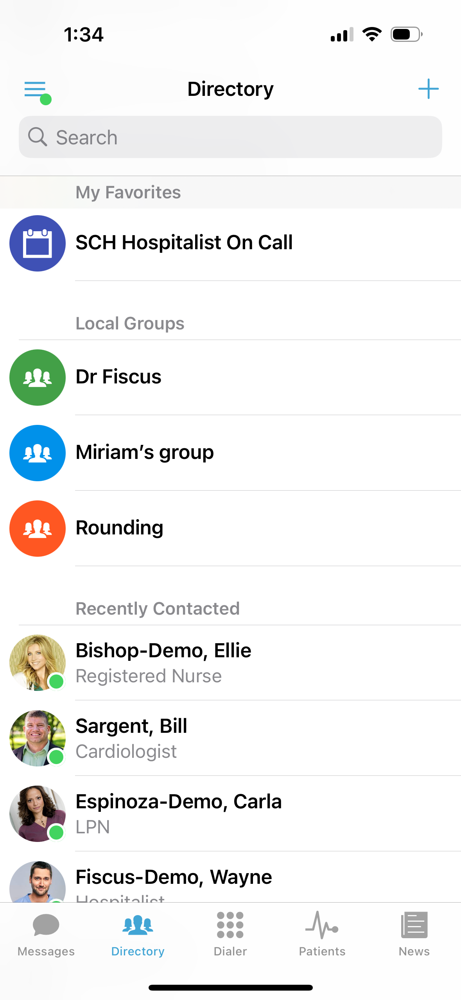 1:34
Directory
Search
My Favorites
SCH Hospitalist On Call
Local Groups
Dr Fiscus
Miriam’s group
Rounding
Recently Contacted
Bishop-Demo, Ellie
Registered Nurse
Sargent, Bill
Cardiologist
Espinoza-Demo, Carla
LPN
Fiscus-Demo, Wayne
Hospitalist
Messages
Directory
Dialer
Patients
News